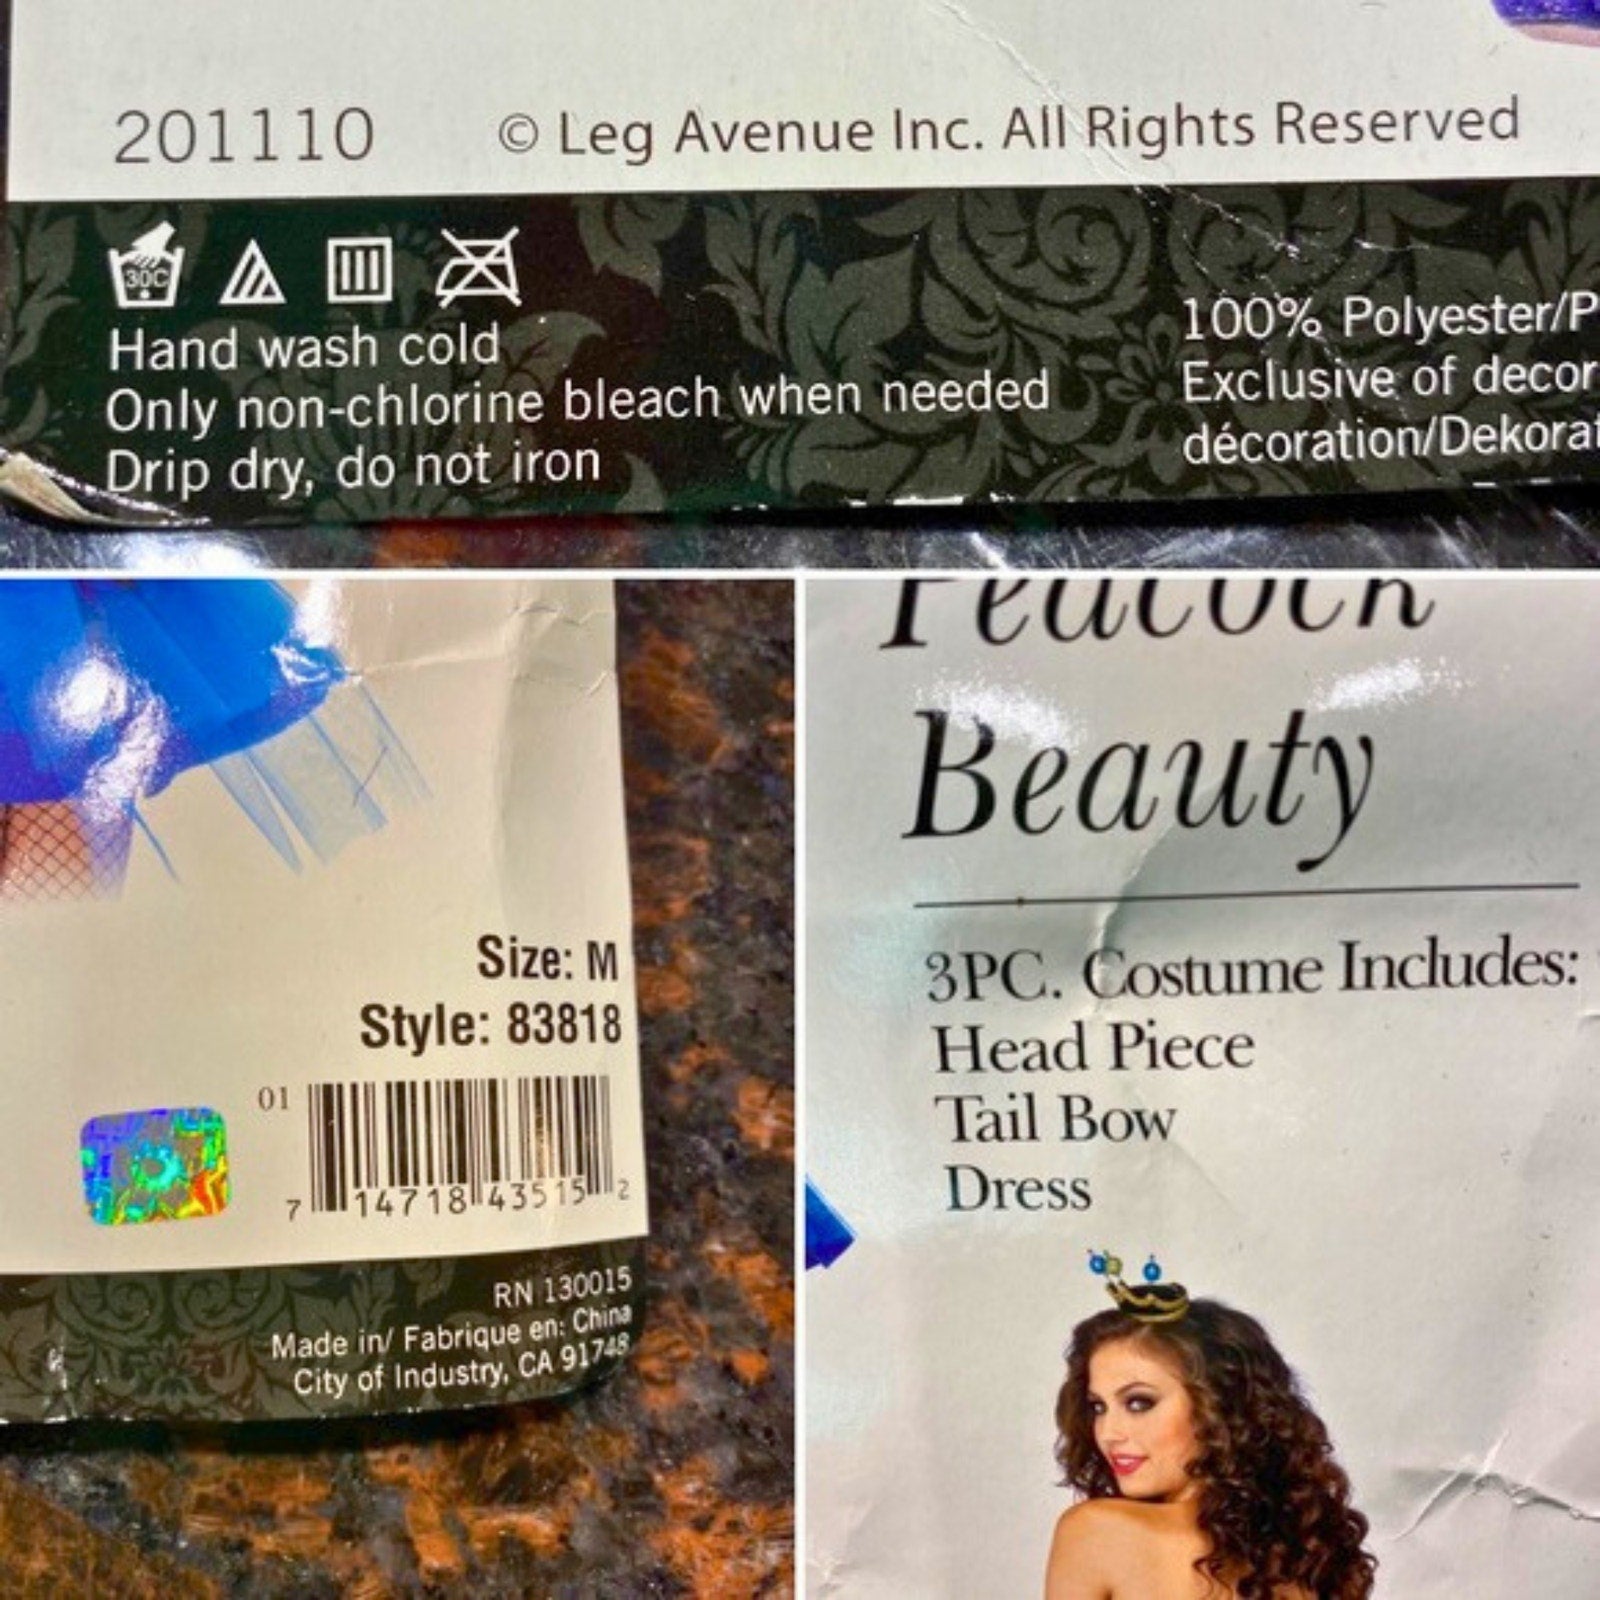 201110 © Leg Avenue Inc. All Rights Reserved
30C
Hand wash cold
Only non-chlorine bleach when needed
Drip dry, do not iron
100% Polyester/P
Exclusive of decor
décoration/Dekorat
Size: M
Style: 83818
01
7 14718 43515 2
RN 130015
Made in/ Fabrique en: China
City of Industry, CA 91748
Peacock
Beauty
3PC. Costume Includes:
Head Piece
Tail Bow
Dress